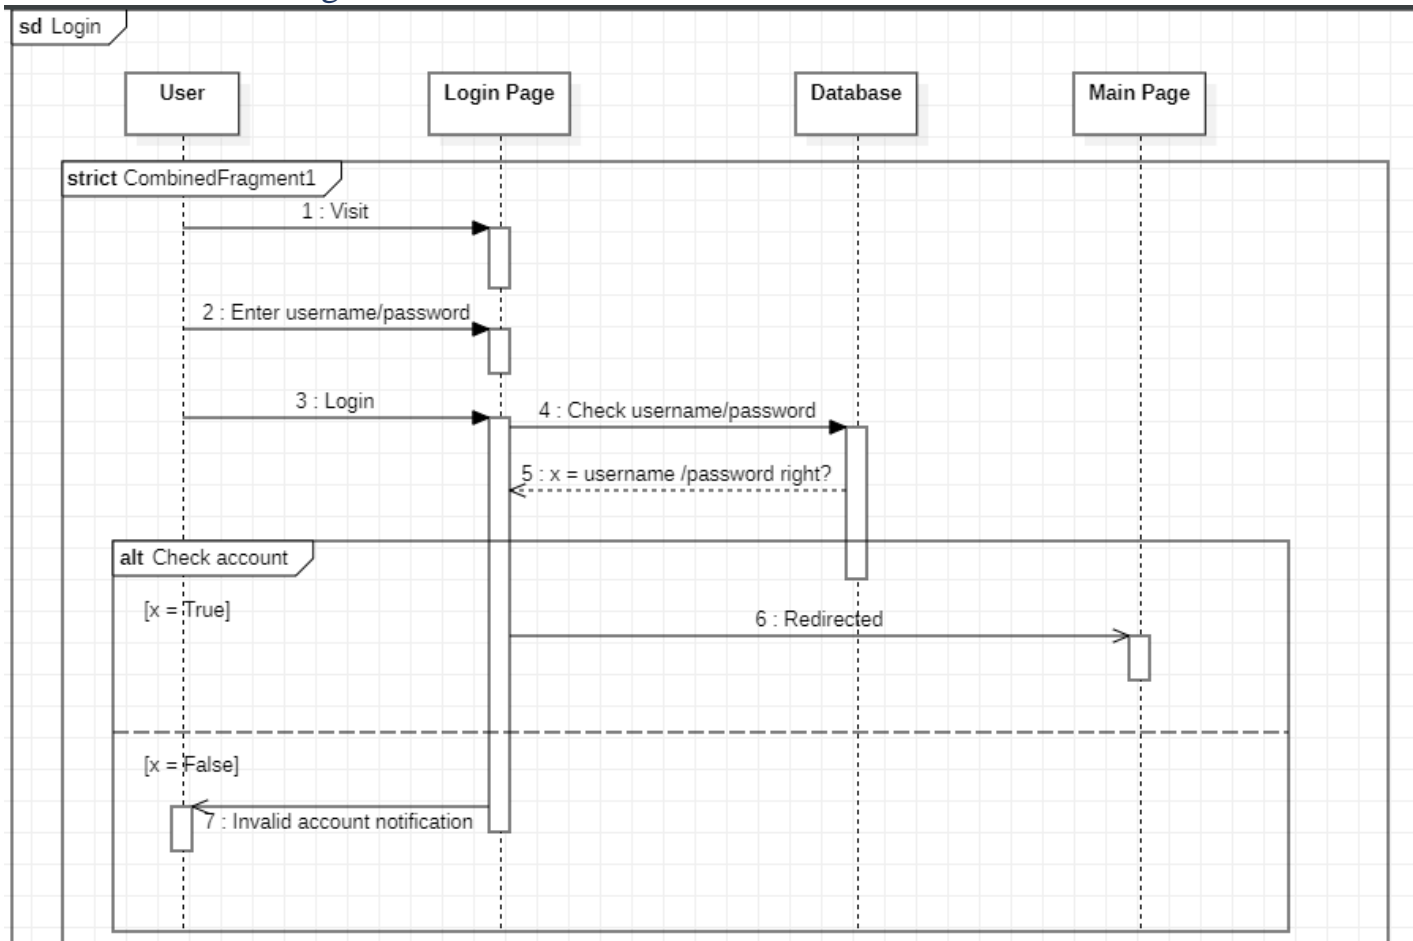 sd Login
User
Login Page
Database
Main Page
strict CombinedFragment1
1 : Visit
2 : Enter username/password
3 : Login
4 : Check username/password
5 : x = username /password right?
alt Check account
[x = True]
6 : Redirected
[x = False]
7 : Invalid account notification